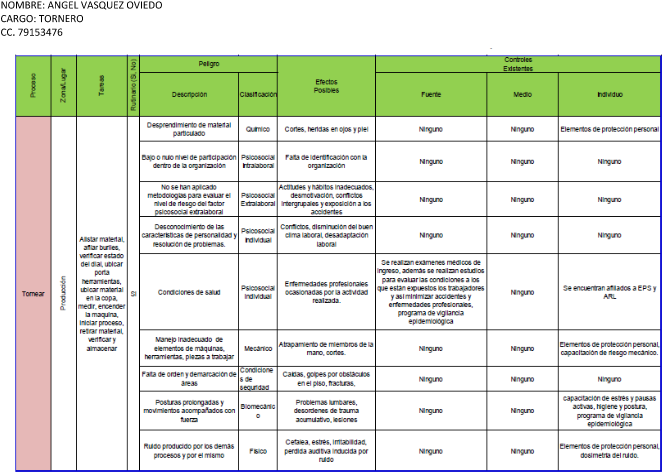 NOMBRE: ANGEL VASQUEZ OVIEDO
CARGO: TORNERO
CC. 79153476
Proceso
Zona/Lugar
Tareas
Rutinario (Si, No)
Peligro
Descripción
Clasificación
Efectos
Posibles
Controles
Existentes
Fuente
Medio
Individuo
Tornear
Producción
Alistar material,
afilar buriles,
verificar estado
del dial, ubicar
porta
herramientas,
ubicar material
en la copa,
medir, encender
la maquina,
iniciar proceso,
retirar material,
verificar y
almacenar
SI
Desprendimiento de material
particulado
Químico
Cortes, heridas en ojos y piel
Ninguno
Ninguno
Elementos de protección personal
Bajo o nulo nivel de participación
dentro de la organización
Psicosocial
Intralaboral
Falta de identificación con la
organización
Ninguno
Ninguno
Ninguno
No se han aplicado
metodologías para evaluar el
nivel de riesgo del factor
psicosocial extralaboral
Psicosocial
Extralaboral
Actitudes y hábitos inadecuados,
desmotivación, conflictos
intergrupales y exposición a los
accidentes
Ninguno
Ninguno
Ninguno
Desconocimiento de las
características de personalidad y
resolución de problemas.
Psicosocial
individual
Conflictos, disminución del buen
clima laboral, desadaptación
laboral
Ninguno
Ninguno
Ninguno
Condiciones de salud
Psicosocial
individual
Enfermedades profesionales
ocasionadas por la actividad
realizada.
Se realizan exámenes médicos de
ingreso, además se realizan estudios
para evaluar las condiciones a los
que están expuestos los trabajadores
y así minimizar accidentes y
enfermedades profesionales,
programa de vigilancia
epidemiológica
Ninguno
Se encuentran afiliados a EPS y
ARL
Manejo inadecuado de
elementos de máquinas,
herramientas, piezas a trabajar
Mecánico
Atrapamiento de miembros de la
mano, cortes.
Ninguno
Ninguno
Elementos de protección personal,
capacitación de riesgo mecánico.
Falta de orden y demarcación de
áreas
Condicione
s de
seguridad
Caídas, golpes por obstáculos
en el piso, fracturas,
Ninguno
Ninguno
Ninguno
Posturas prolongadas y
movimientos acompañados con
fuerza
Biomecánic
o
Problemas lumbares,
desordenes de trauma
acumulativo, lesiones
Ninguno
Ninguno
capacitación de estrés y pausas
activas, higiene y postura,
programa de vigilancia
epidemiológica
Ruido producido por los demás
procesos y por el mismo
Físico
Cefalea, estrés, irritabilidad,
perdida auditiva inducida por
ruido
Ninguno
Ninguno
Elementos de protección personal,
dosimetría del ruido.